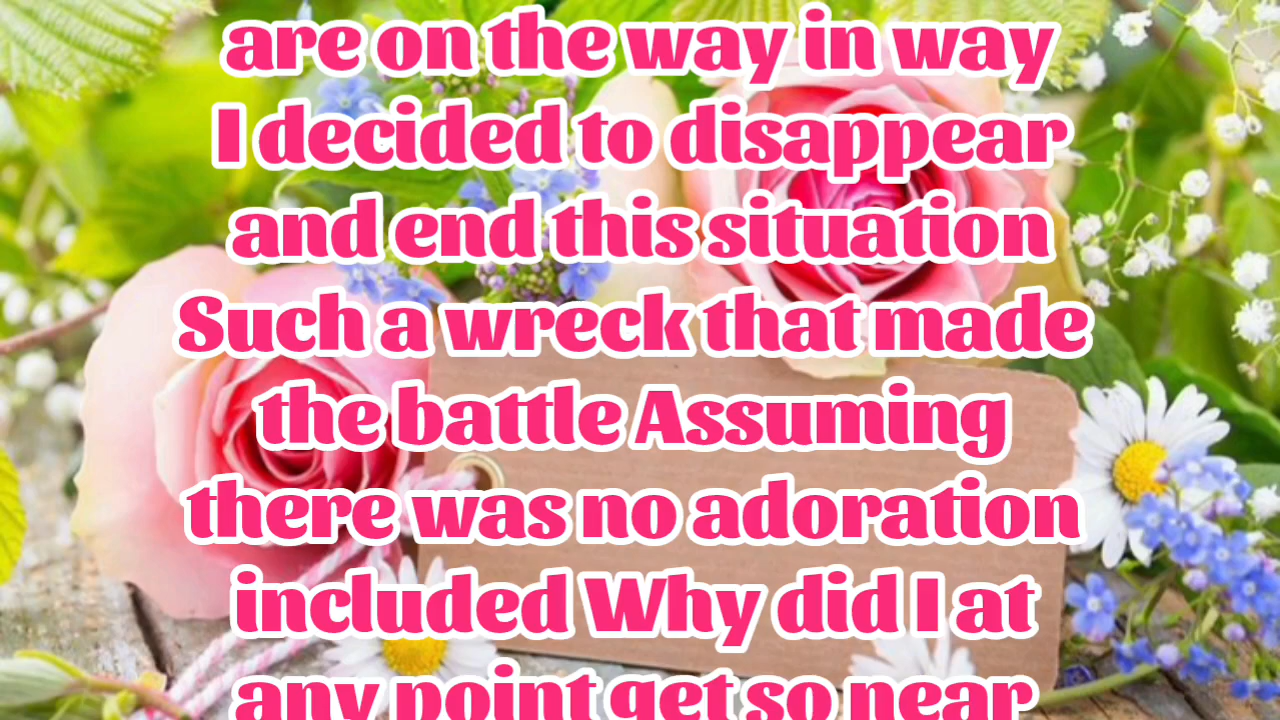 are on the way in way
I decided to disappear
and end this situation
Such a wreck that made
the battle Assuming
there was no adoration
included Why did I at
any point get so near